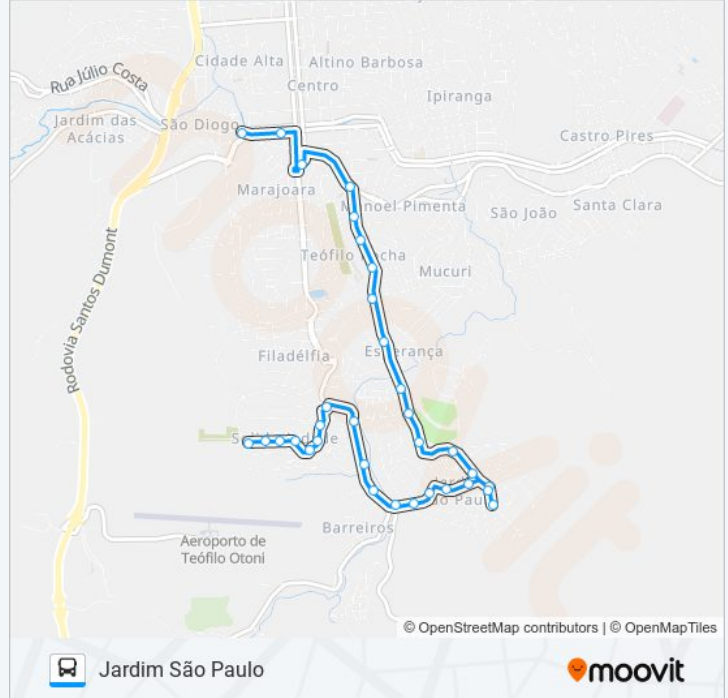 Cidade Alta
Altino Barbosa
Rua Júlio Costa
Centro
Ipiranga
Jardim das
Acácias
São Diogo
Castro Pires
Marajoara
Manoel Pimenta
São João
Santa Clara
Teófilo Rocha
Mucuri
Rodovia Santos Dumont
Filadélfia
Esperança
Barreiros
Aeroporto de
Teófilo Otoni
© OpenStreetMap contributors | © OpenMapTiles
Jardim São Paulo
moovit